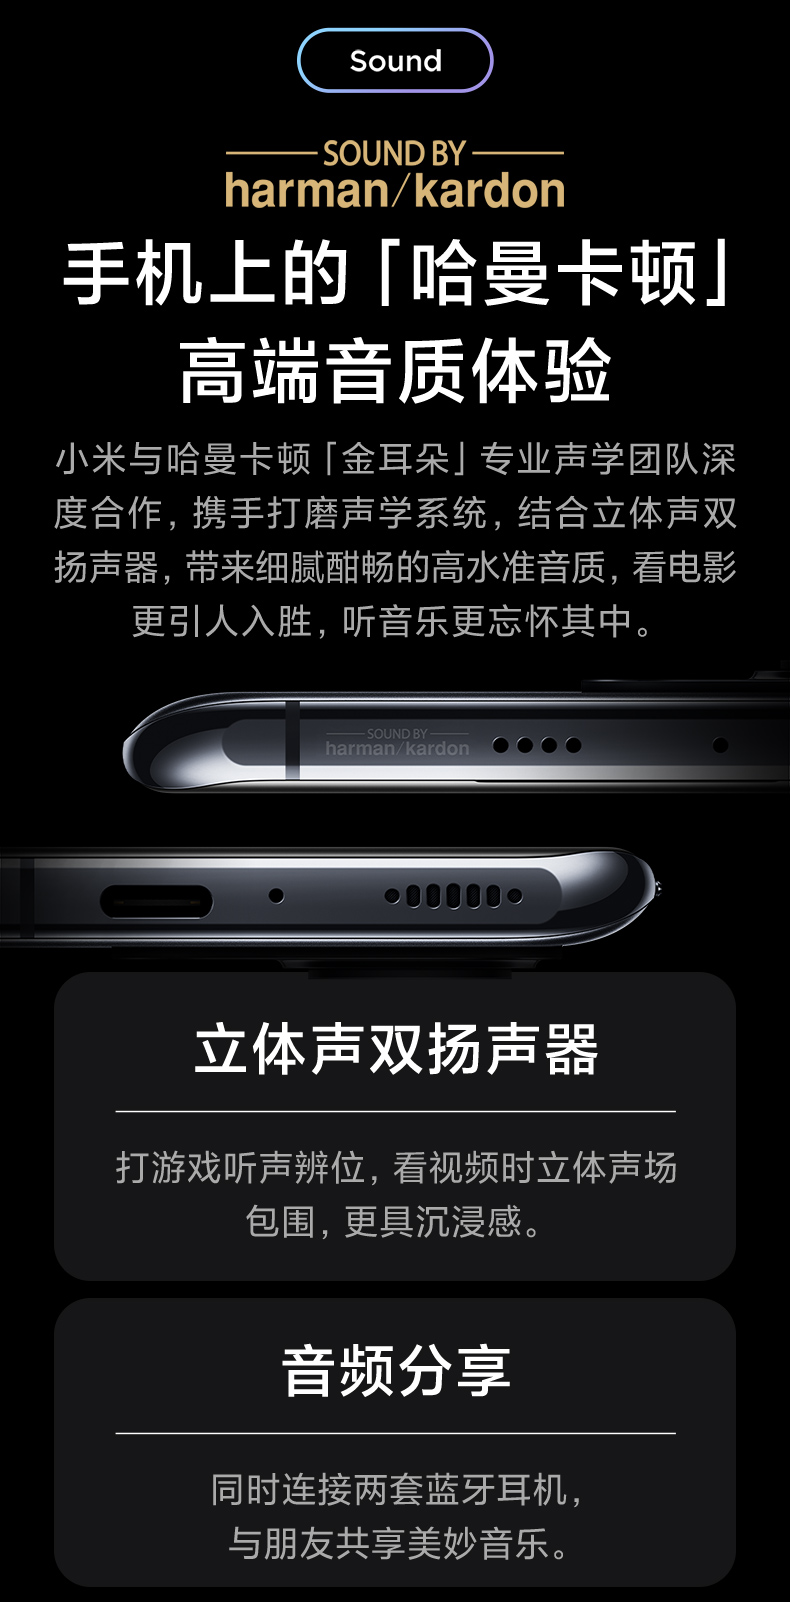 Sound
SOUND BY
harman/kardon
手机上的「哈曼卡顿」
高端音质体验
小米与哈曼卡顿「金耳朵」专业声学团队深
度合作，携手打磨声学系统，结合立体声双
扬声器，带来细腻酣畅的高水准音质，看电影
更引人入胜，听音乐更忘怀其中。
SOUND BY
harman/kardon
立体声双扬声器
打游戏听声辨位，看视频时立体声场
包围，更具沉浸感。
音频分享
同时连接两套蓝牙耳机，
与朋友共享美妙音乐。